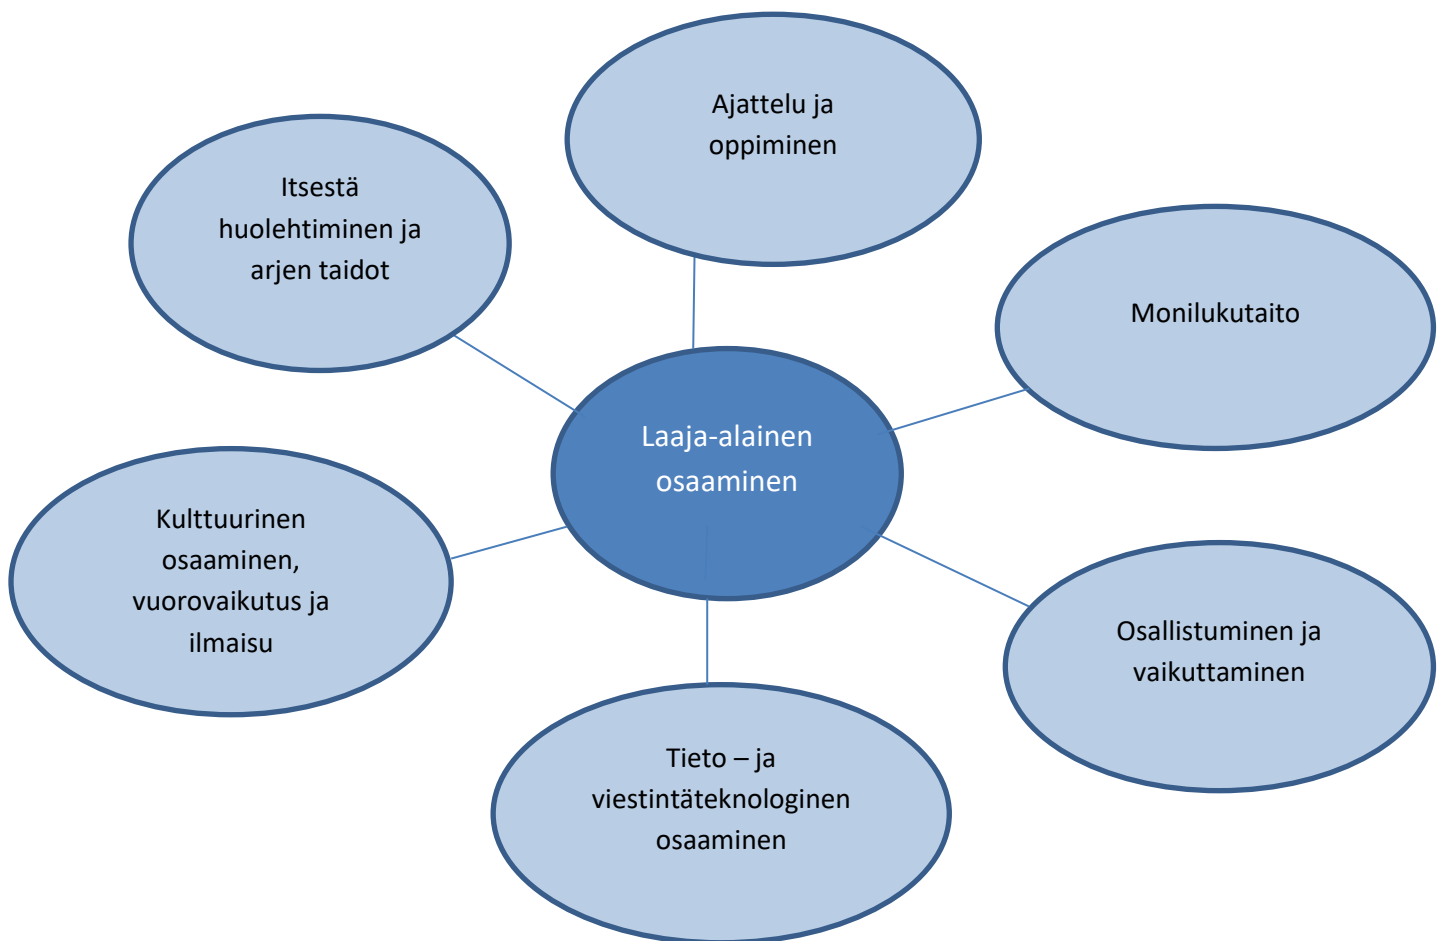 Ajattelu ja
oppiminen
Itsestä
huolehtiminen ja
arjen taidot
Monilukutaito
Laaja-alainen
osaaminen
Kulttuurinen
osaaminen,
vuorovaikutus ja
ilmaisu
Osallistuminen ja
vaikuttaminen
Tieto – ja
viestintäteknologinen
osaaminen